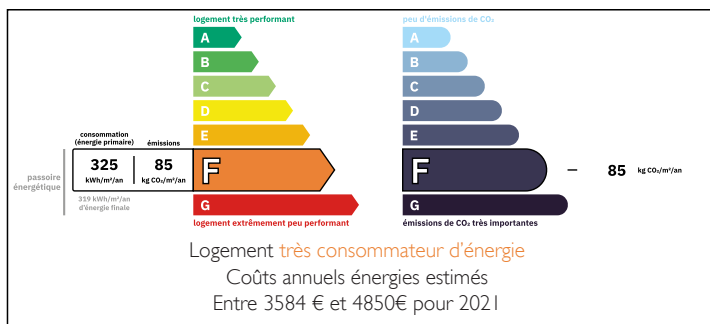 logement très performant
A
B
C
D
E
consommation
(énergie primaire)
émissions
325
kWh/m²/an
85
kg CO₂/m²/an
F
passoire
énergétique
319 kWh/m²/an
d'énergie finale
G
logement extrêmement peu performant
peu d'émissions de CO₂
A
B
C
D
E
F
85 kg CO₂/m²/an
G
émissions de CO₂ très importantes
Logement très consommateur d'énergie
Coûts annuels énergies estimés
Entre 3584 € et 4850€ pour 2021